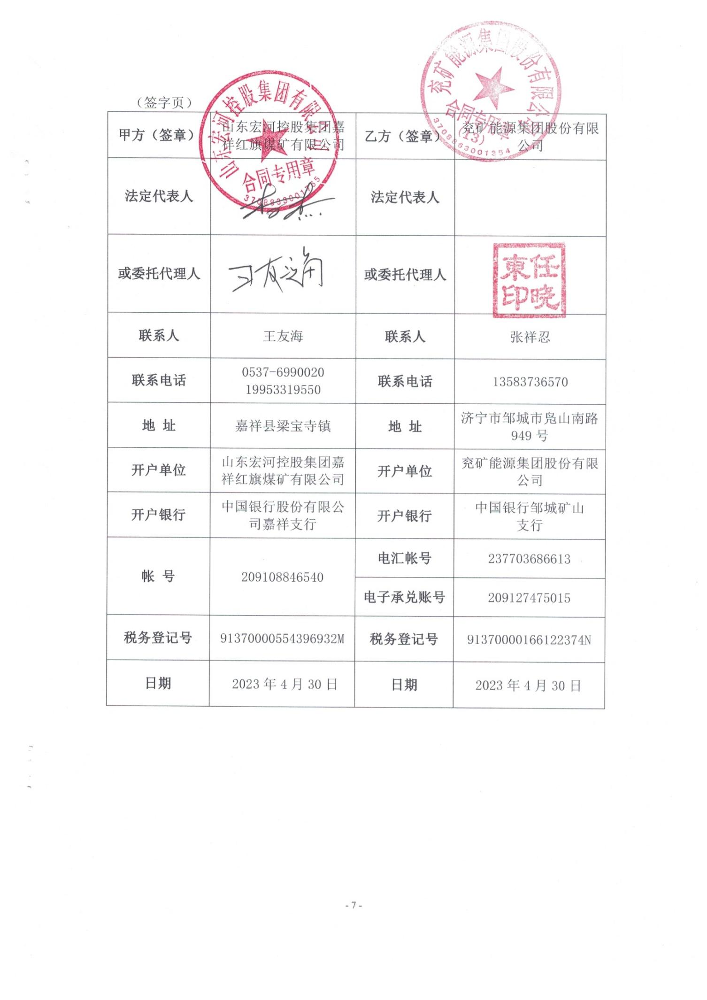 （签字页）
甲方（签章）
山东宏河控股集团嘉
祥红旗煤矿有限公司
乙方（签章）
兖矿能源集团股份有限
公司
山东宏河控股集团有限公司
合同专用章
兖矿能源集团股份有限公司
合同专用章
(13)
3708863001354
法定代表人
法定代表人
或委托代理人
或委托代理人
任晓
東印
联系人
王友海
联系人
张祥忍
联系电话
0537-6990020
19953319550
联系电话
13583736570
地 址
嘉祥县梁宝寺镇
地 址
济宁市邹城市凫山南路
949 号
开户单位
山东宏河控股集团嘉
祥红旗煤矿有限公司
开户单位
兖矿能源集团股份有限
公司
开户银行
中国银行股份有限公
司嘉祥支行
开户银行
中国银行邹城矿山
支行
帐 号
209108846540
电汇帐号
237703686613
电子承兑账号
209127475015
税务登记号
91370000554396932M
税务登记号
91370000166122374N
日期
2023 年 4 月 30 日
日期
2023 年 4 月 30 日
- 7 -